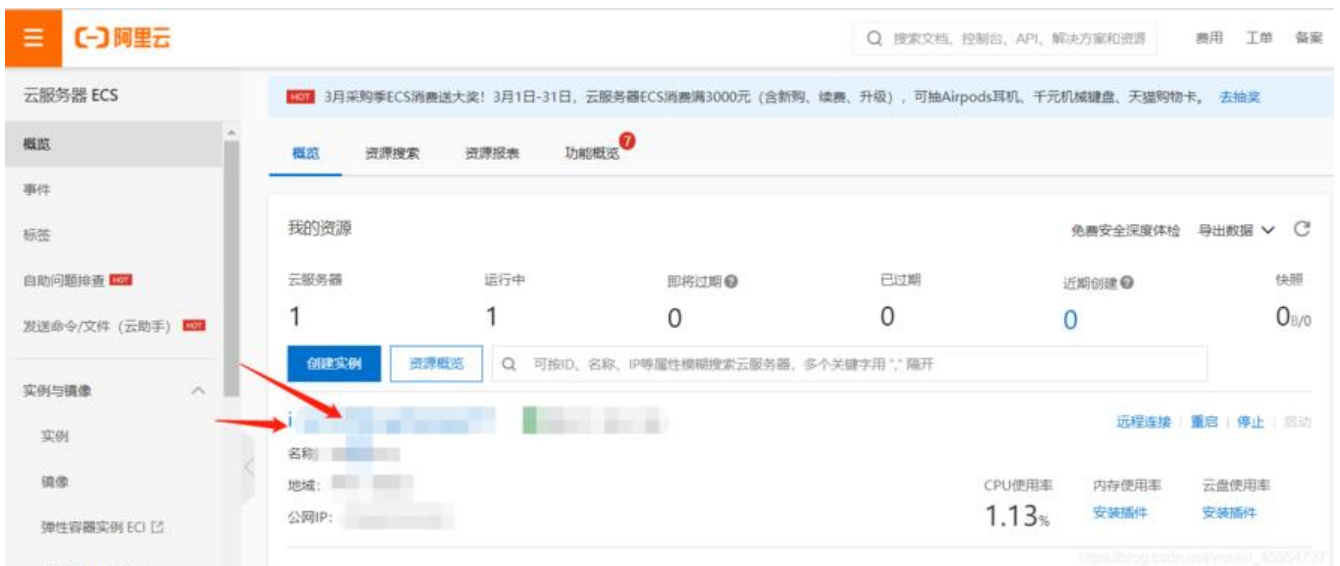 阿里云
搜索文档、控制台、API、解决方案和资源 费用 工单 备案
云服务器 ECS
HOT 3月采购季ECS消费送大奖！3月1日-31日，云服务器ECS消费满3000元（含新购、续费、升级），可抽Airpods耳机、千元机械键盘、天猫购物卡。 去抽奖
概览
事件
标签
自助问题排查 HOT
发送命令/文件（云助手） HOT
实例与镜像
实例
镜像
弹性容器实例 ECI
概览 资源搜索 资源报表 功能概览 7
我的资源 免费安全深度体检 导出数据
云服务器 运行中 即将过期 已过期 近期创建 快照
1 1 0 0 0 0B/0
创建实例 资源概览 可按ID、名称、IP等属性模糊搜索云服务器，多个关键字用 "," 隔开
i 远程连接 重启 停止 启动
名称
地域：
公网IP：
CPU使用率 内存使用率 云盘使用率
1.13% 安装插件 安装插件